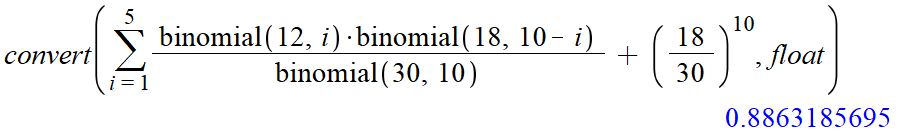 convert(∑_{i=1}^{5} (binomial(12, i)·binomial(18, 10 − i))/(binomial(30, 10)) + (18/30)^{10}, float)
0.8863185695